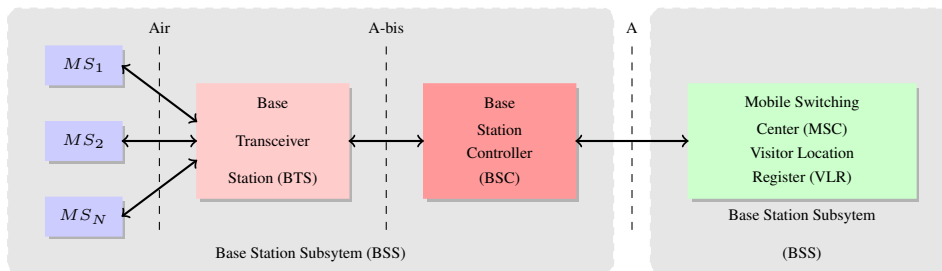 Air
A-bis
A
MS₁
MS₂
MS_N
Base
Transceiver
Station (BTS)
Base
Station
Controller
(BSC)
Mobile Switching
Center (MSC)
Visitor Location
Register (VLR)
Base Station Subsytem
(BSS)
Base Station Subsytem (BSS)